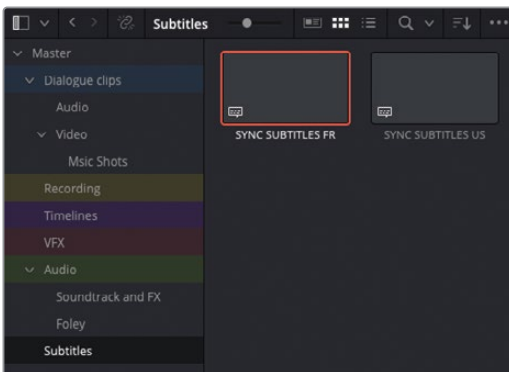 Subtitles
Master
Dialogue clips
Audio
Video
Msic Shots
Recording
Timelines
VFX
Audio
Soundtrack and FX
Foley
Subtitles
SYNC SUBTITLES FR
SYNC SUBTITLES US